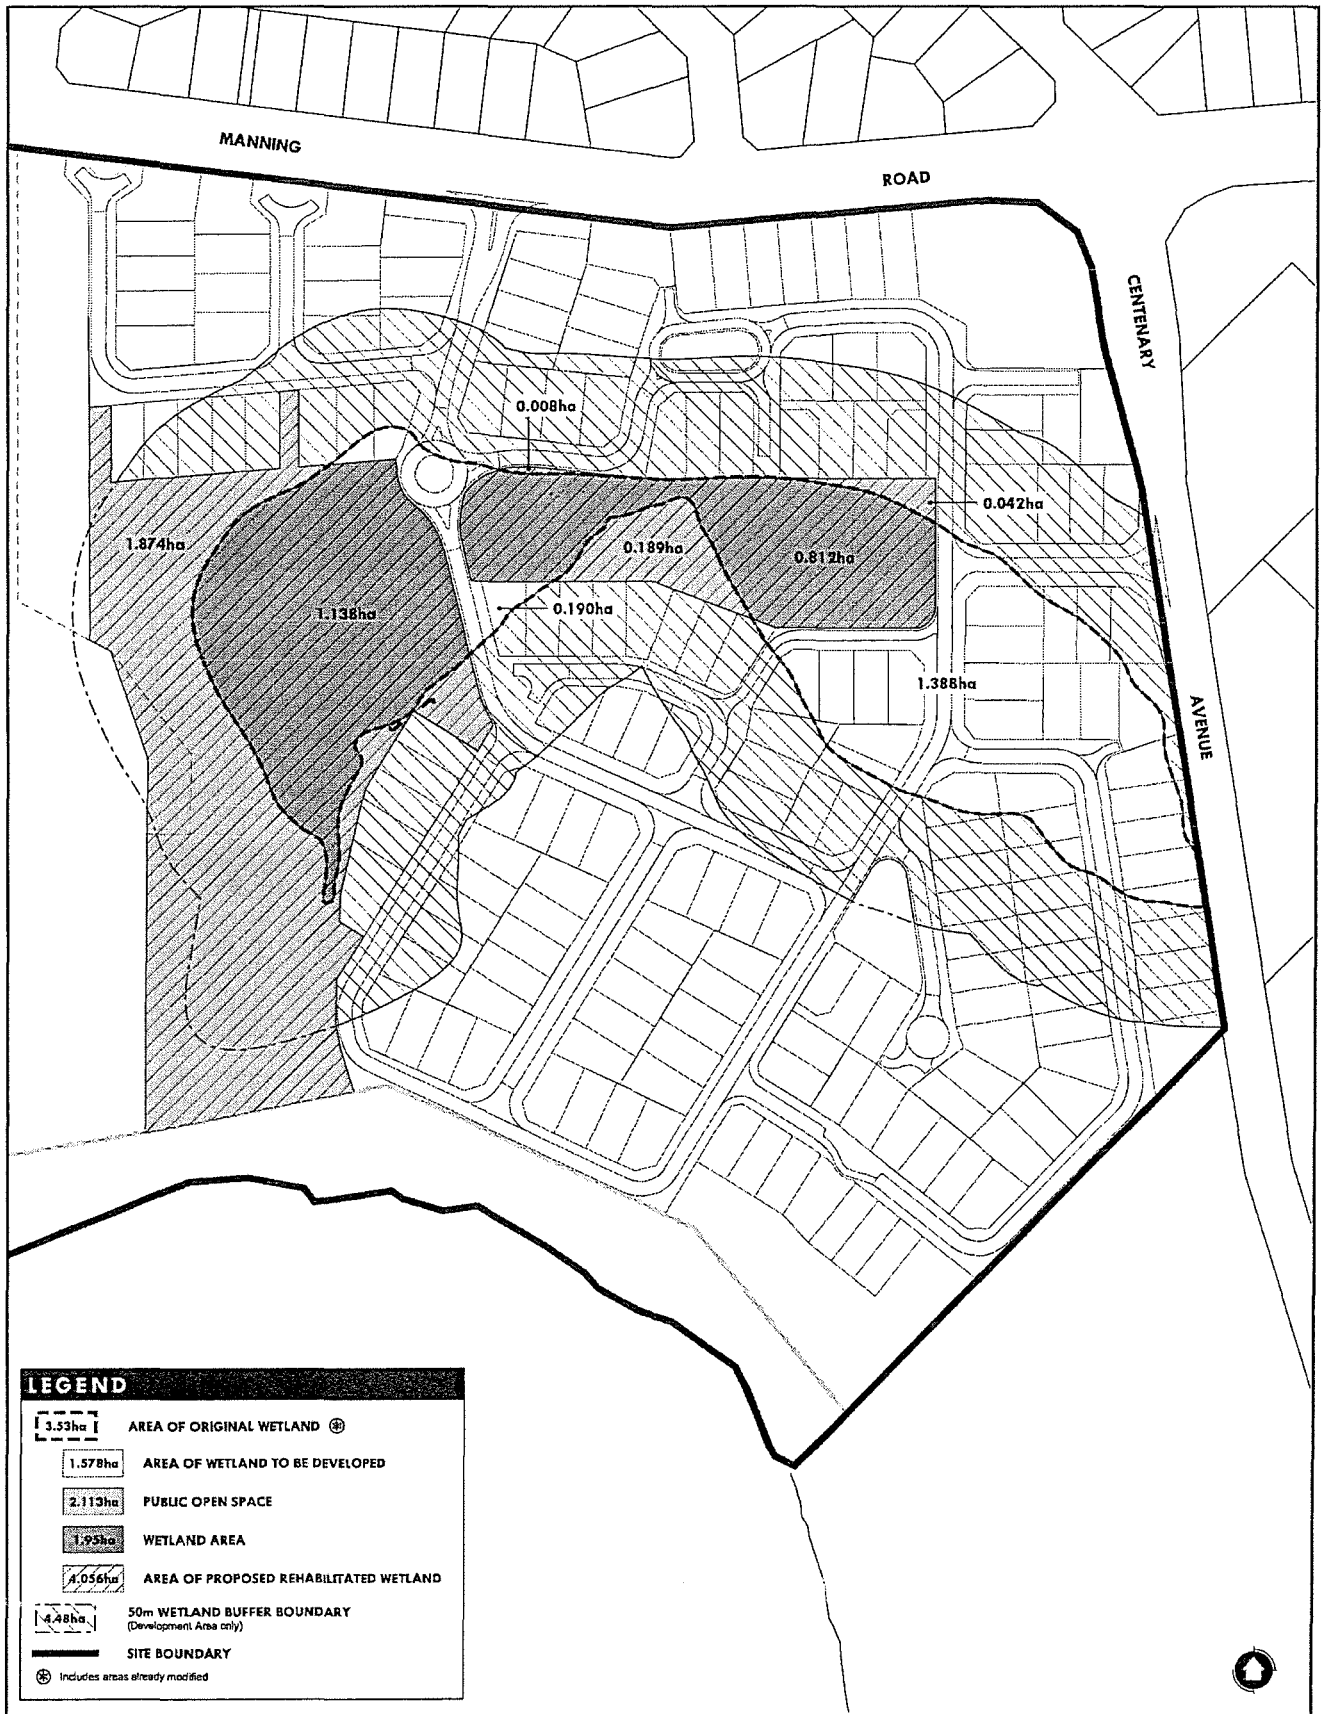 MANNING
ROAD
CENTENARY
AVENUE
0.008ha
0.042ha
1.874ha
0.189ha
0.812ha
1.138ha
0.190ha
1.388ha
LEGEND
3.53ha AREA OF ORIGINAL WETLAND ⊛
1.578ha AREA OF WETLAND TO BE DEVELOPED
2.113ha PUBLIC OPEN SPACE
1.95ha WETLAND AREA
4.056ha AREA OF PROPOSED REHABILITATED WETLAND
4.48ha 50m WETLAND BUFFER BOUNDARY
(Development Area only)
SITE BOUNDARY
⊛ Includes areas already modified